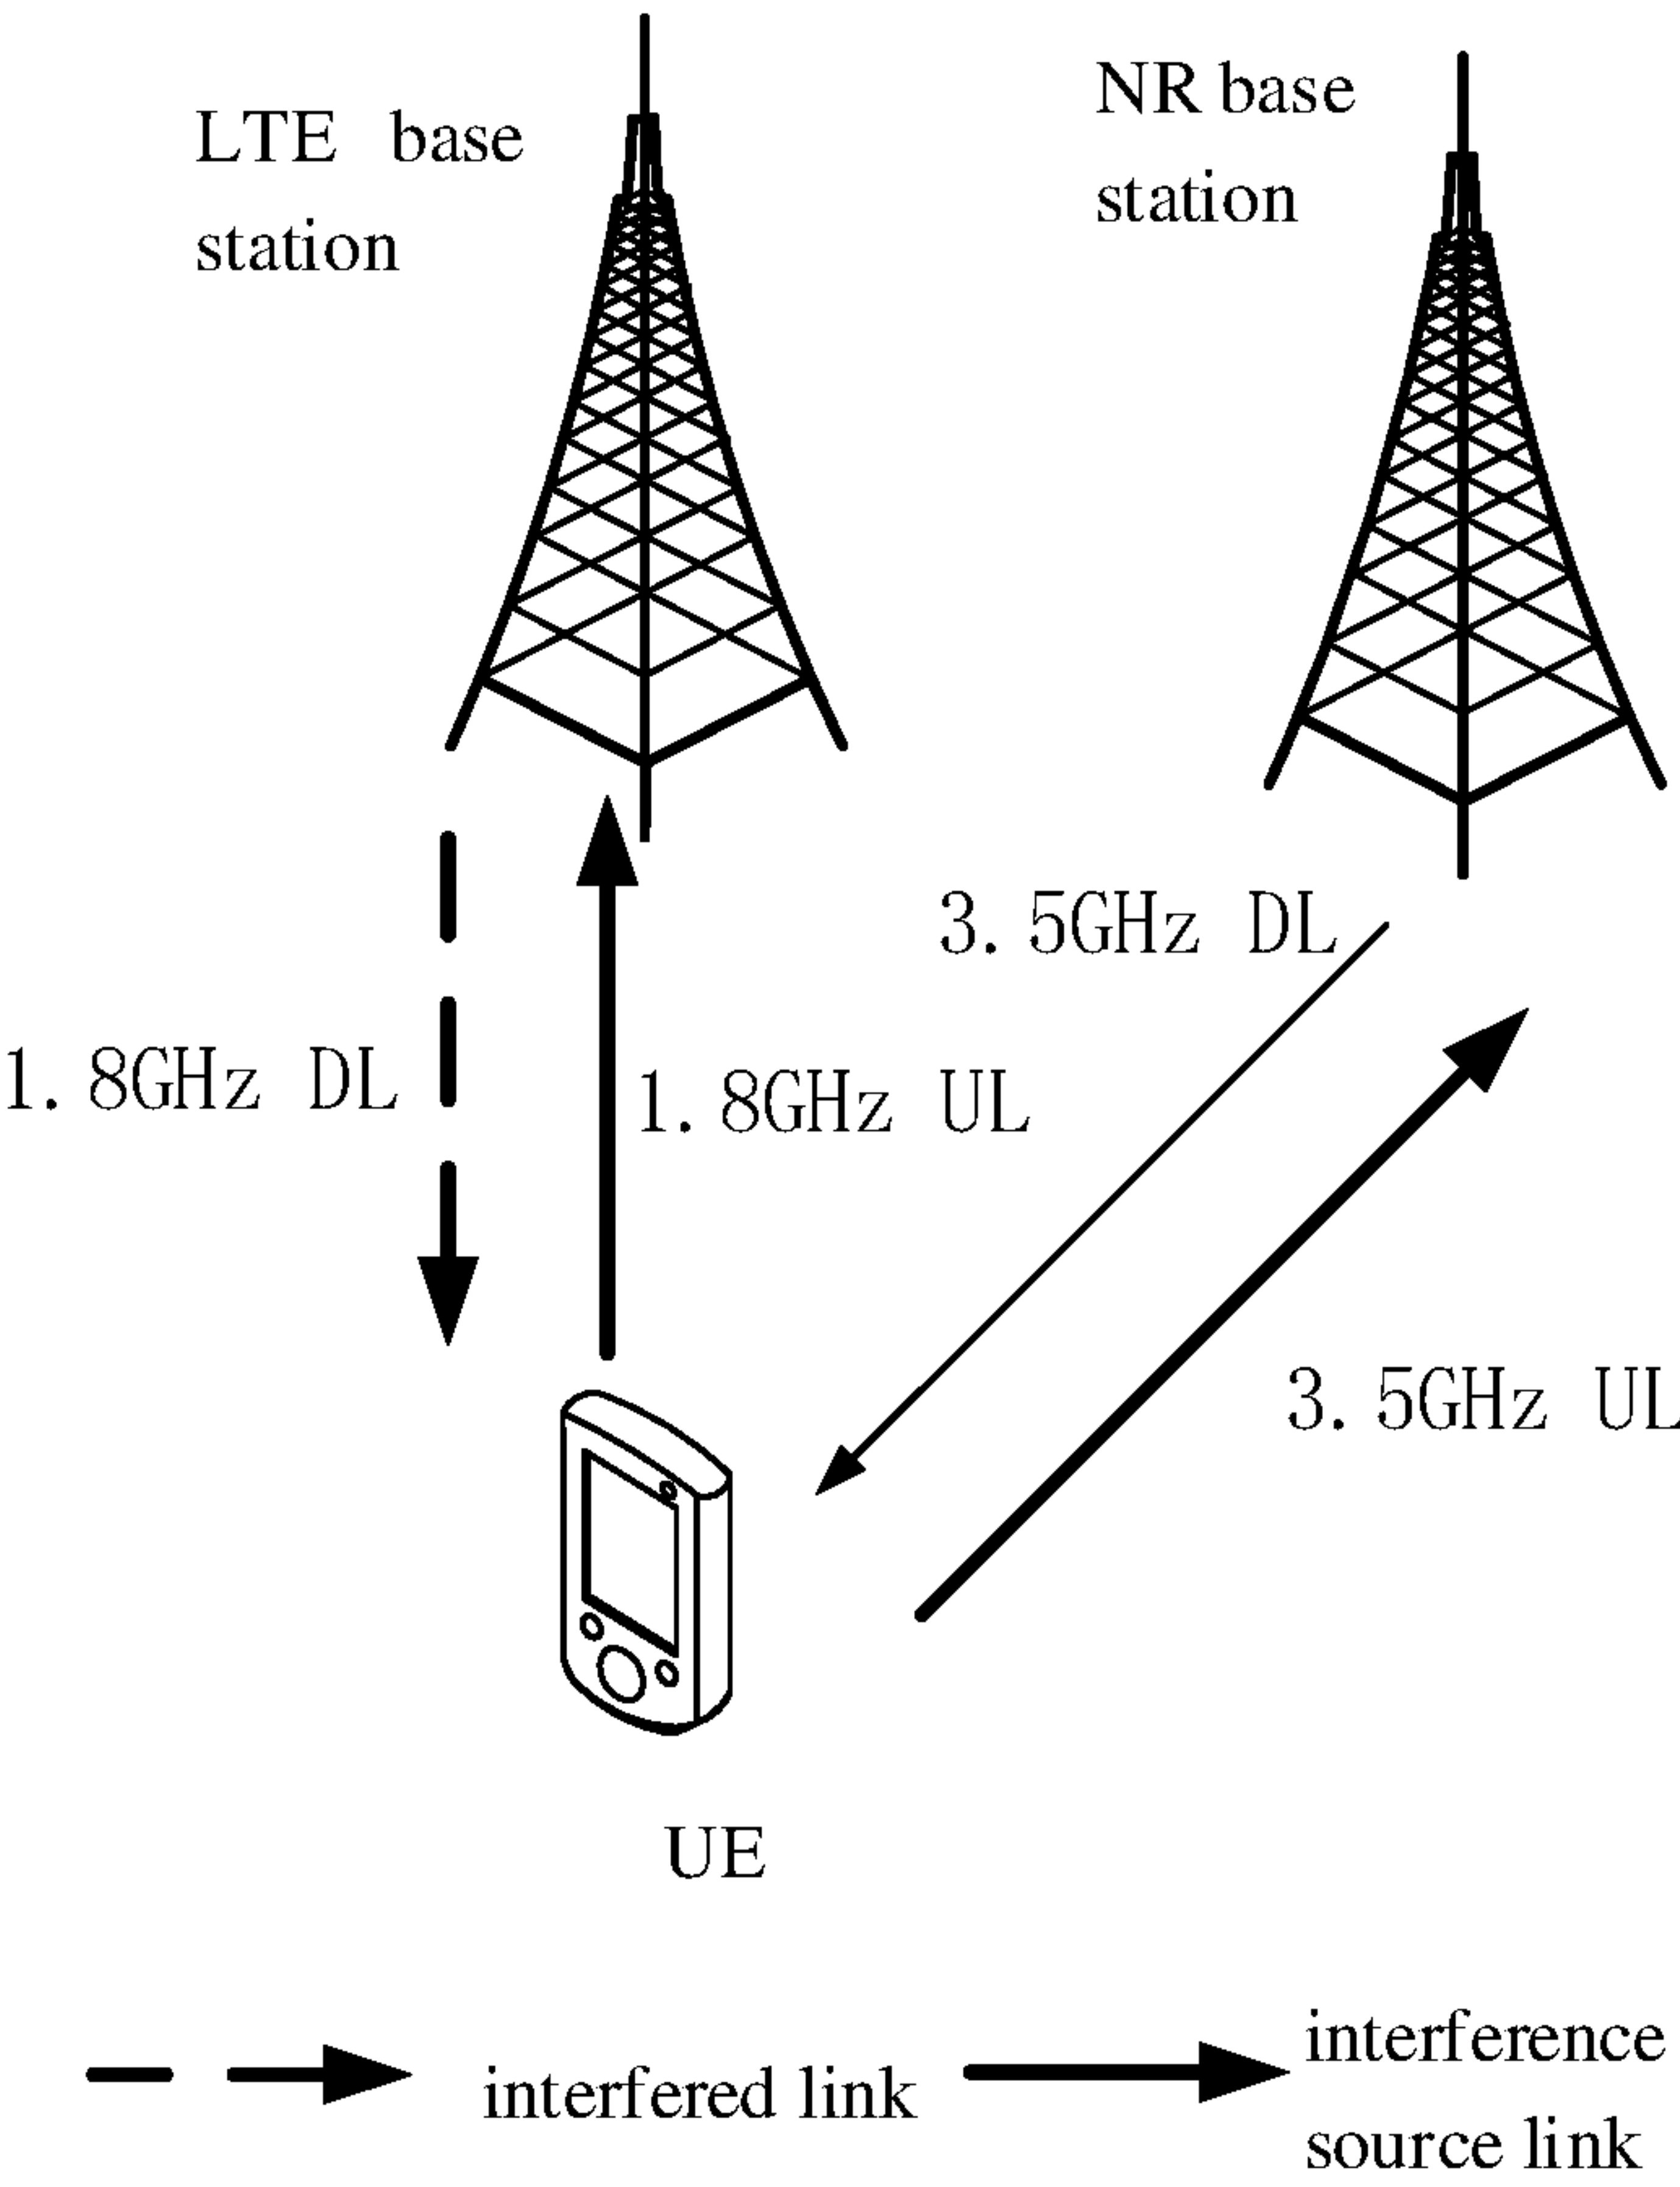 LTE base
station
NR base
station
3.5GHz DL
1.8GHz DL
1.8GHz UL
3.5GHz UL
UE
interfered link
interference
source link